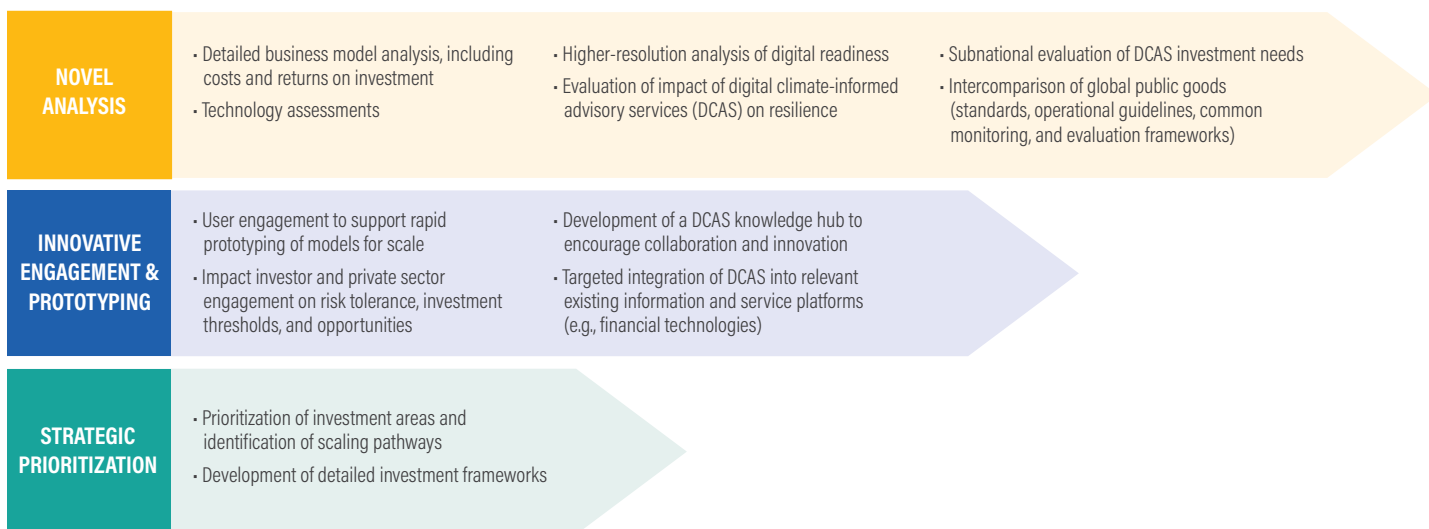 NOVEL
ANALYSIS
· Detailed business model analysis, including
costs and returns on investment
· Technology assessments
· Higher-resolution analysis of digital readiness
· Evaluation of impact of digital climate-informed
advisory services (DCAS) on resilience
· Subnational evaluation of DCAS investment needs
· Intercomparison of global public goods
(standards, operational guidelines, common
monitoring, and evaluation frameworks)
INNOVATIVE
ENGAGEMENT &
PROTOTYPING
· User engagement to support rapid
prototyping of models for scale
· Impact investor and private sector
engagement on risk tolerance, investment
thresholds, and opportunities
· Development of a DCAS knowledge hub to
encourage collaboration and innovation
· Targeted integration of DCAS into relevant
existing information and service platforms
(e.g., financial technologies)
STRATEGIC
PRIORITIZATION
· Prioritization of investment areas and
identification of scaling pathways
· Development of detailed investment frameworks